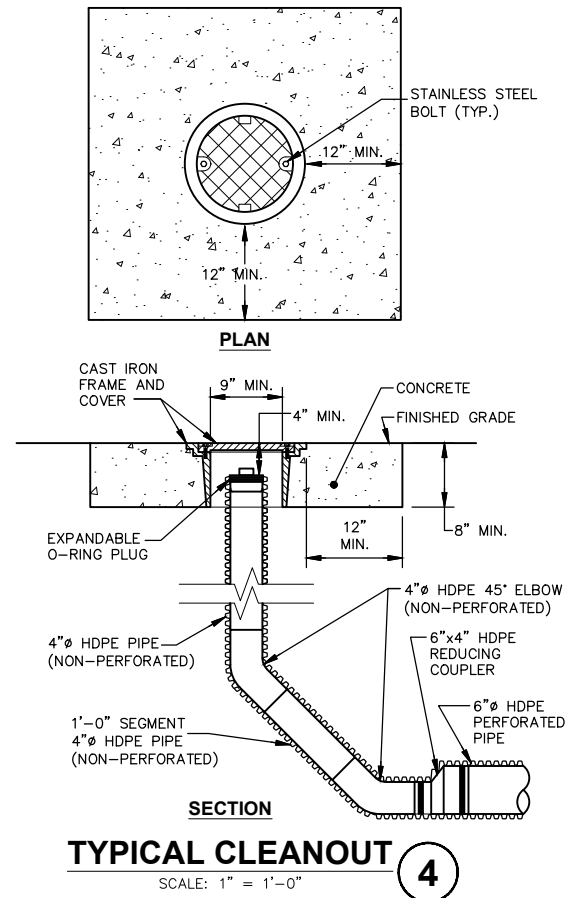 STAINLESS STEEL
BOLT (TYP.)
12" MIN.
12" MIN.
PLAN
CAST IRON
FRAME AND
COVER
9" MIN.
4" MIN.
CONCRETE
FINISHED GRADE
EXPANDABLE
O-RING PLUG
12"
MIN.
8" MIN.
4"ø HDPE 45° ELBOW
(NON-PERFORATED)
4"ø HDPE PIPE
(NON-PERFORATED)
6"x4" HDPE
REDUCING
COUPLER
6"ø HDPE
PERFORATED
PIPE
1'-0" SEGMENT
4"ø HDPE PIPE
(NON-PERFORATED)
SECTION
TYPICAL CLEANOUT
4
SCALE: 1" = 1'-0"